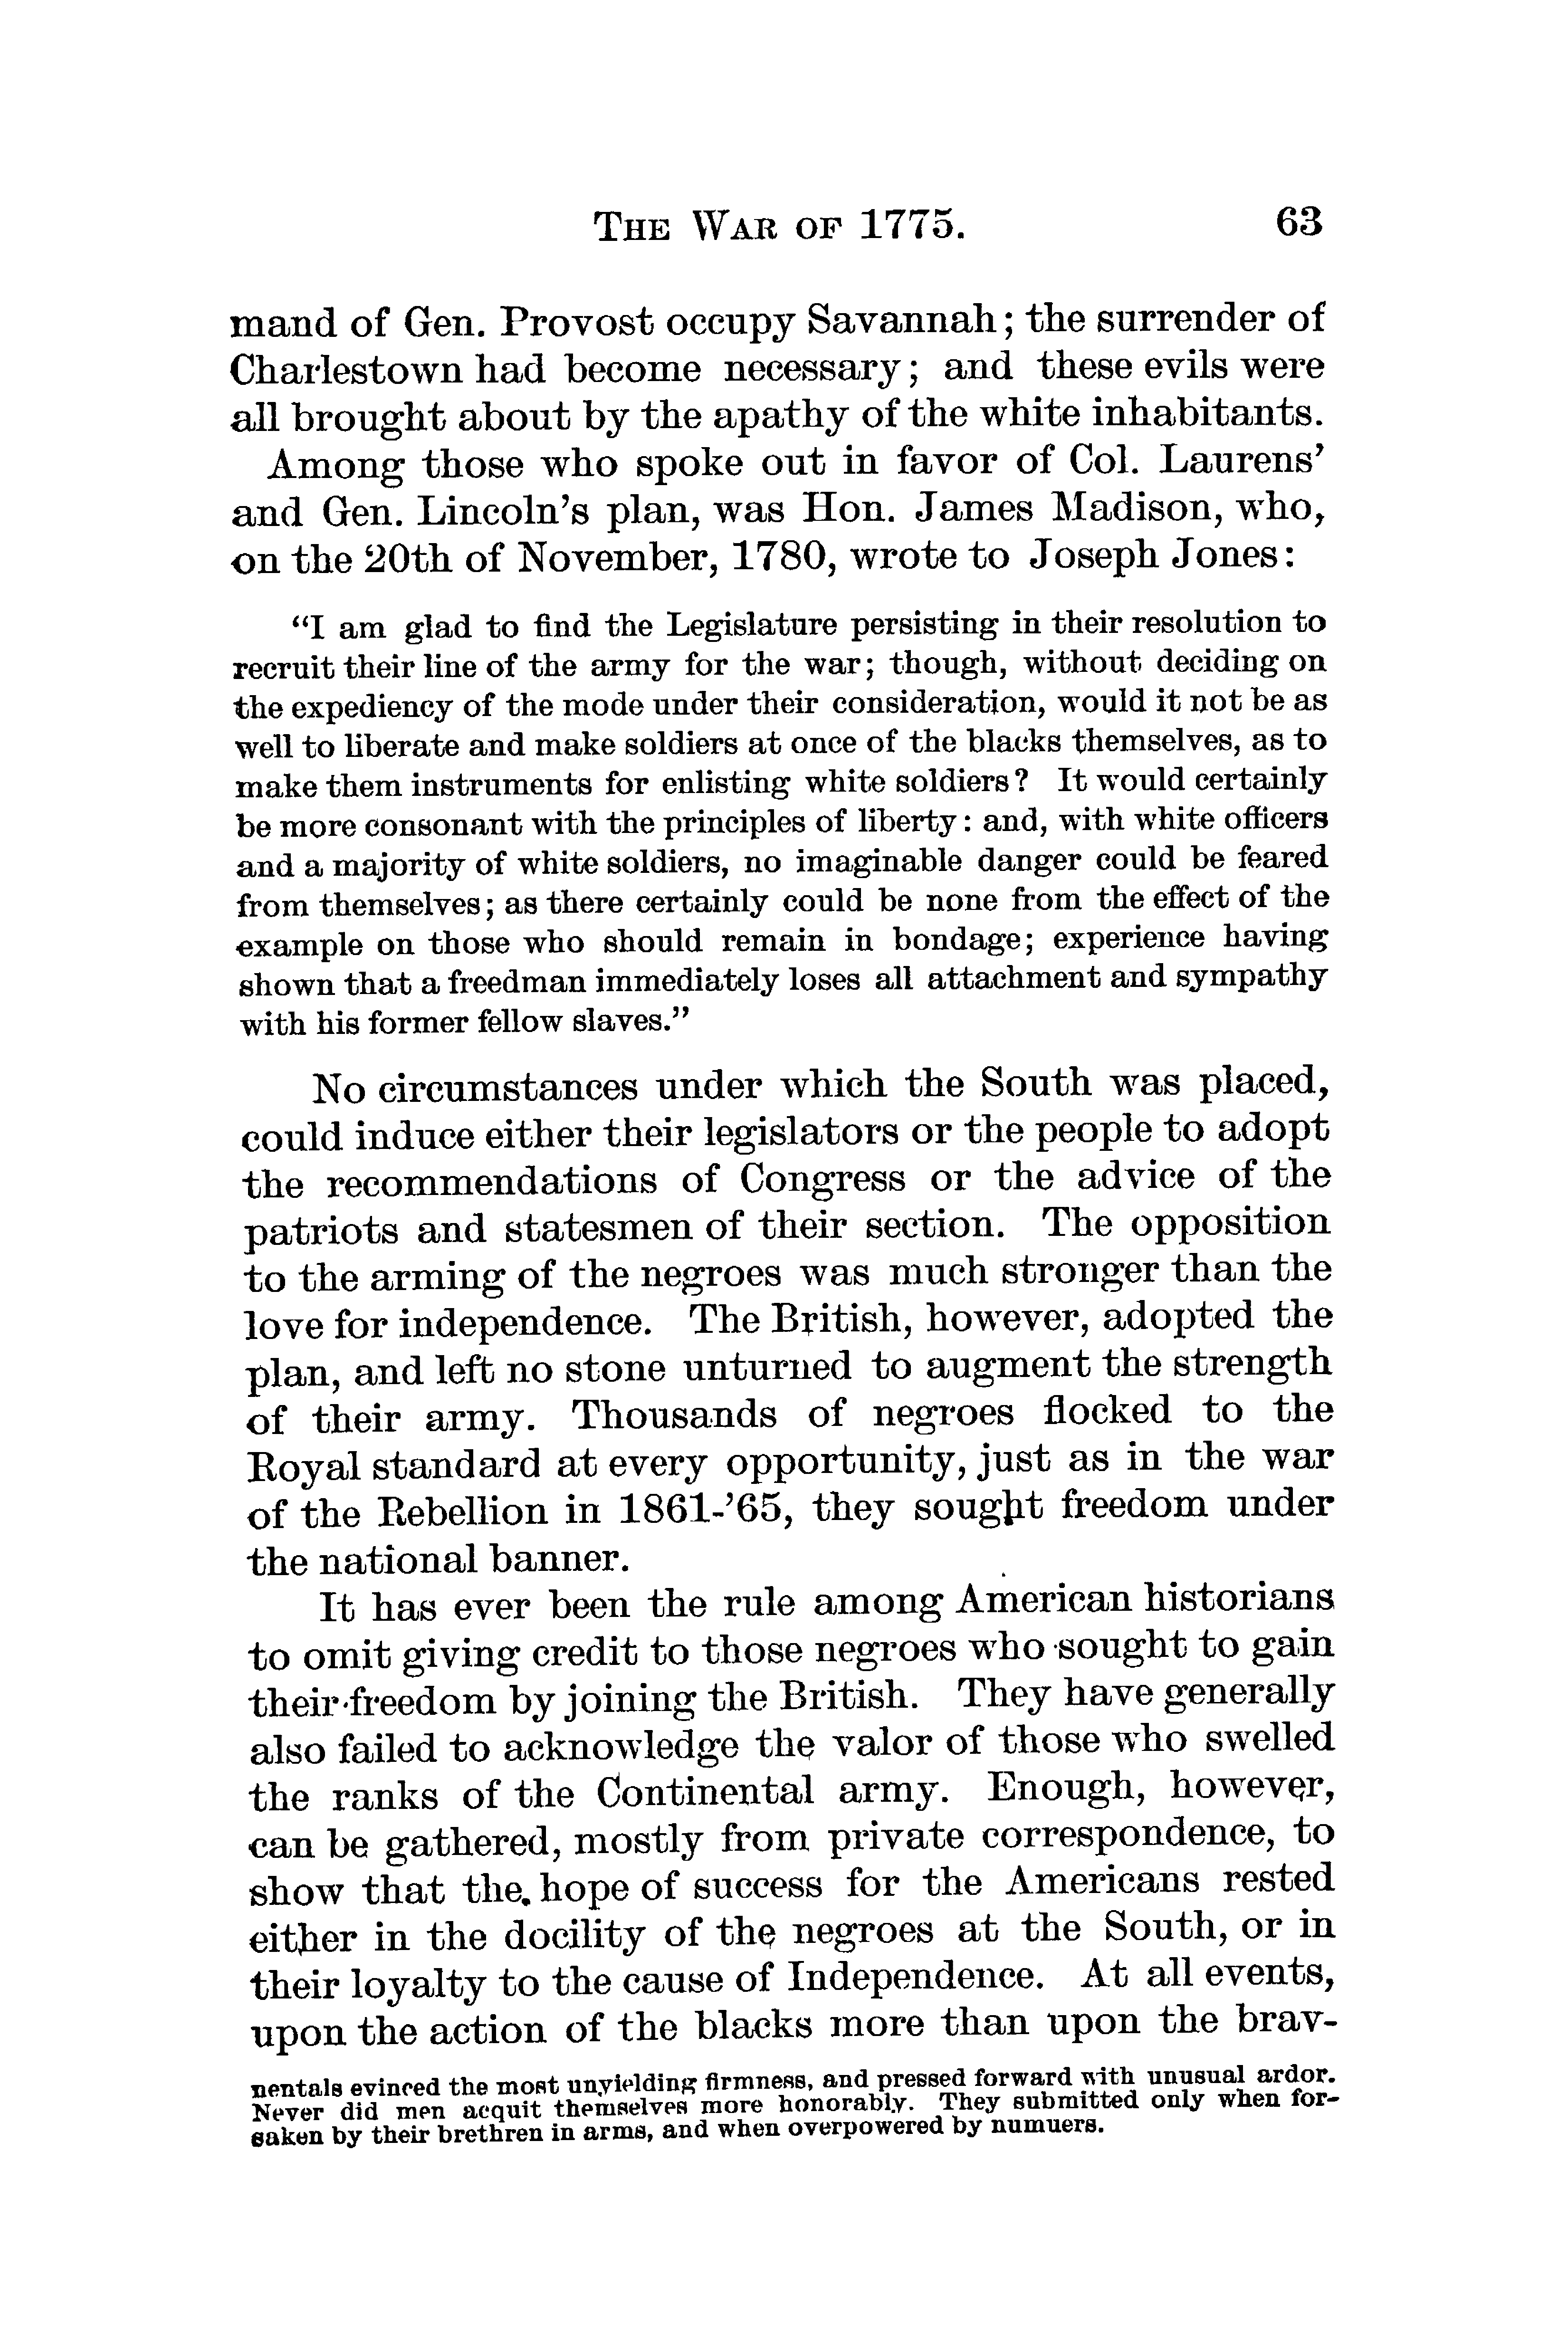 THE WAR OF 1775. 63
mand of Gen. Provost occupy Savannah; the surrender of
Charlestown had become necessary; and these evils were
all brought about by the apathy of the white inhabitants.
Among those who spoke out in favor of Col. Laurens'
and Gen. Lincoln's plan, was Hon. James Madison, who,
on the 20th of November, 1780, wrote to Joseph Jones:
“I am glad to find the Legislature persisting in their resolution to
recruit their line of the army for the war; though, without deciding on
the expediency of the mode under their consideration, would it not be as
well to liberate and make soldiers at once of the blacks themselves, as to
make them instruments for enlisting white soldiers? It would certainly
be more consonant with the principles of liberty: and, with white officers
and a majority of white soldiers, no imaginable danger could be feared
from themselves; as there certainly could be none from the effect of the
example on those who should remain in bondage; experience having
shown that a freedman immediately loses all attachment and sympathy
with his former fellow slaves.”
No circumstances under which the South was placed,
could induce either their legislators or the people to adopt
the recommendations of Congress or the advice of the
patriots and statesmen of their section. The opposition
to the arming of the negroes was much stronger than the
love for independence. The British, however, adopted the
plan, and left no stone unturned to augment the strength
of their army. Thousands of negroes flocked to the
Royal standard at every opportunity, just as in the war
of the Rebellion in 1861-’65, they sought freedom under
the national banner.
It has ever been the rule among American historians
to omit giving credit to those negroes who sought to gain
their freedom by joining the British. They have generally
also failed to acknowledge the valor of those who swelled
the ranks of the Continental army. Enough, however,
can be gathered, mostly from private correspondence, to
show that the hope of success for the Americans rested
either in the docility of the negroes at the South, or in
their loyalty to the cause of Independence. At all events,
upon the action of the blacks more than upon the brav-
nentals evinced the most unyielding firmness, and pressed forward with unusual ardor.
Never did men acquit themselves more honorably. They submitted only when for-
saken by their brethren in arms, and when overpowered by numuers.